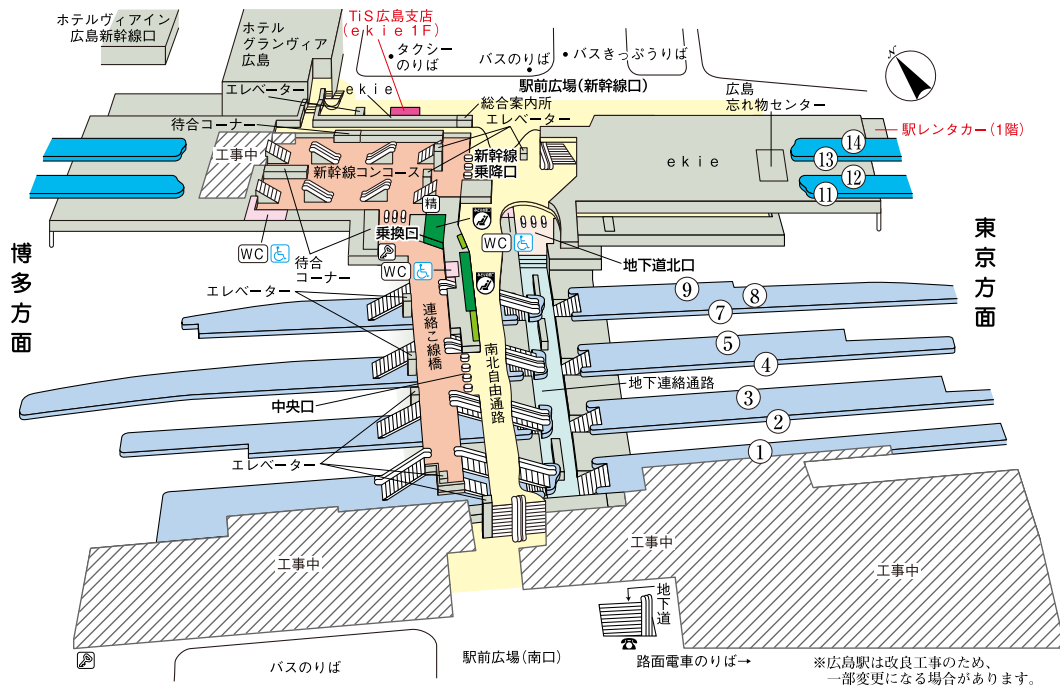 ホテルヴィアイン
広島新幹線口
ホテル
グランヴィア
広島
TiS広島支店
(ekie1F)
タクシー
のりば
バスのりば
バスきっぷうりば
N
エレベーター
ekie
駅前広場(新幹線口)
広島
忘れ物センター
総合案内所
エレベーター
待合コーナー
駅レンタカー(1階)
工事中
新幹線コンコース
新幹線
乗降口
ekie
14
13
12
11
精
乗換口
WC
WC
WC
待合
コーナー
地下道北口
博多方面
東京方面
エレベーター
連絡こ線橋
南北自由通路
地下連絡通路
中央口
エレベーター
9
8
7
5
4
3
2
1
工事中
工事中
工事中
地下道
バスのりば
駅前広場(南口)
路面電車のりば→
※広島駅は改良工事のため、
一部変更になる場合があります。